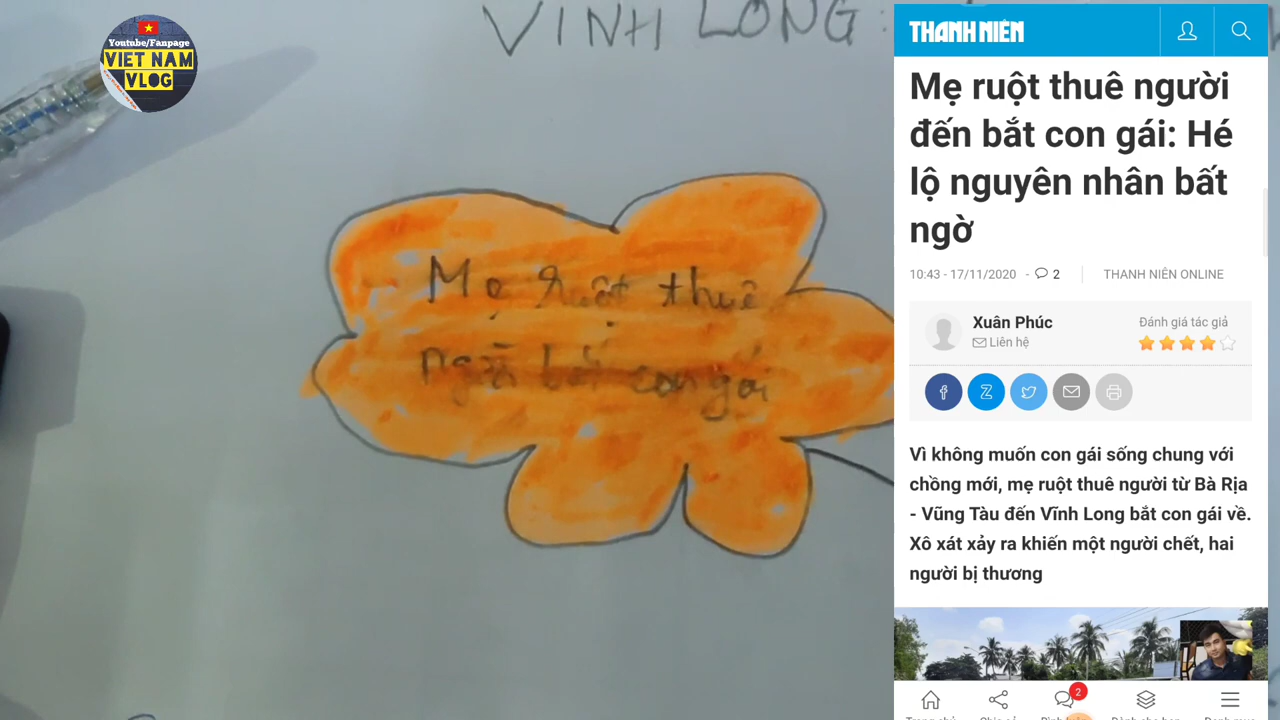 VINH LONG:
Youtube/Fanpage
VIET NAM
VLOG
Mẹ ruột thuê
người bắt con gái
THANH NIÊN
Mẹ ruột thuê người
đến bắt con gái: Hé
lộ nguyên nhân bất
ngờ
10:43 - 17/11/2020 - 2 THANH NIÊN ONLINE
Xuân Phúc
Liên hệ
Đánh giá tác giả
Vì không muốn con gái sống chung với
chồng mới, mẹ ruột thuê người từ Bà Rịa
- Vũng Tàu đến Vĩnh Long bắt con gái về.
Xô xát xảy ra khiến một người chết, hai
người bị thương
2